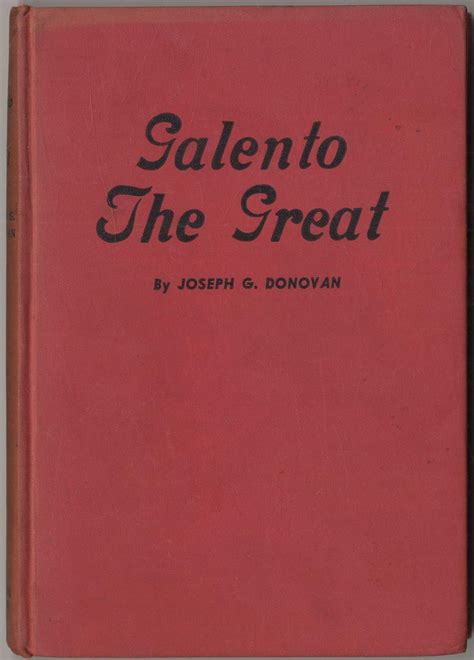 Galento
The Great
By JOSEPH G. DONOVAN